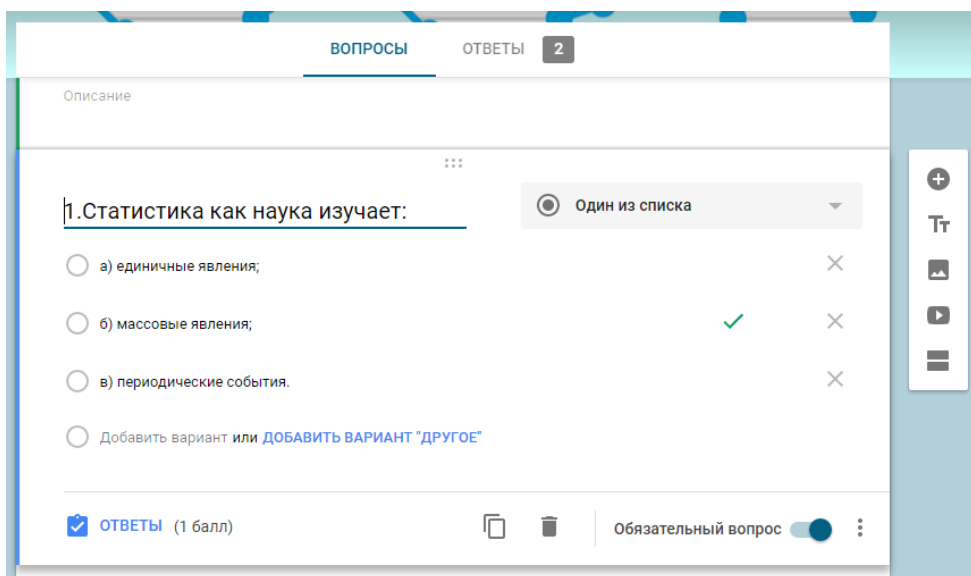 ВОПРОСЫ ОТВЕТЫ 2
Описание
1.Статистика как наука изучает:
Один из списка
а) единичные явления;
б) массовые явления;
в) периодические события.
Добавить вариант или ДОБАВИТЬ ВАРИАНТ "ДРУГОЕ"
ОТВЕТЫ (1 балл)
Обязательный вопрос
Тт